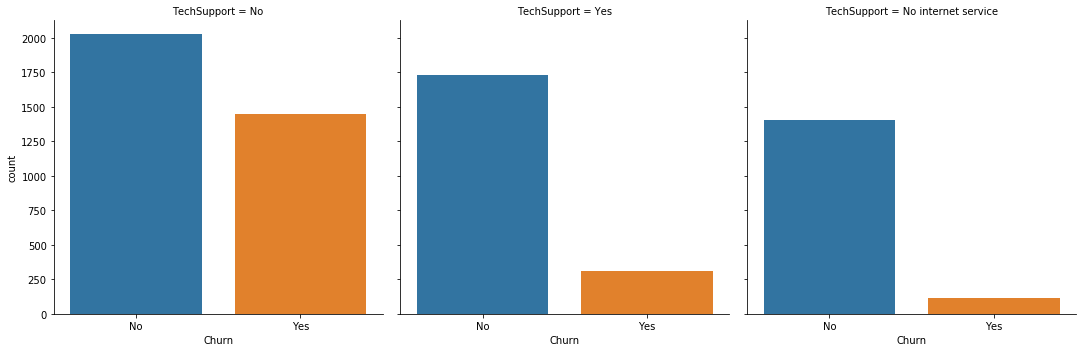 TechSupport = No
TechSupport = Yes
TechSupport = No internet service
count
2000
1750
1500
1250
1000
750
500
250
0
No
Yes
No
Yes
No
Yes
Churn
Churn
Churn